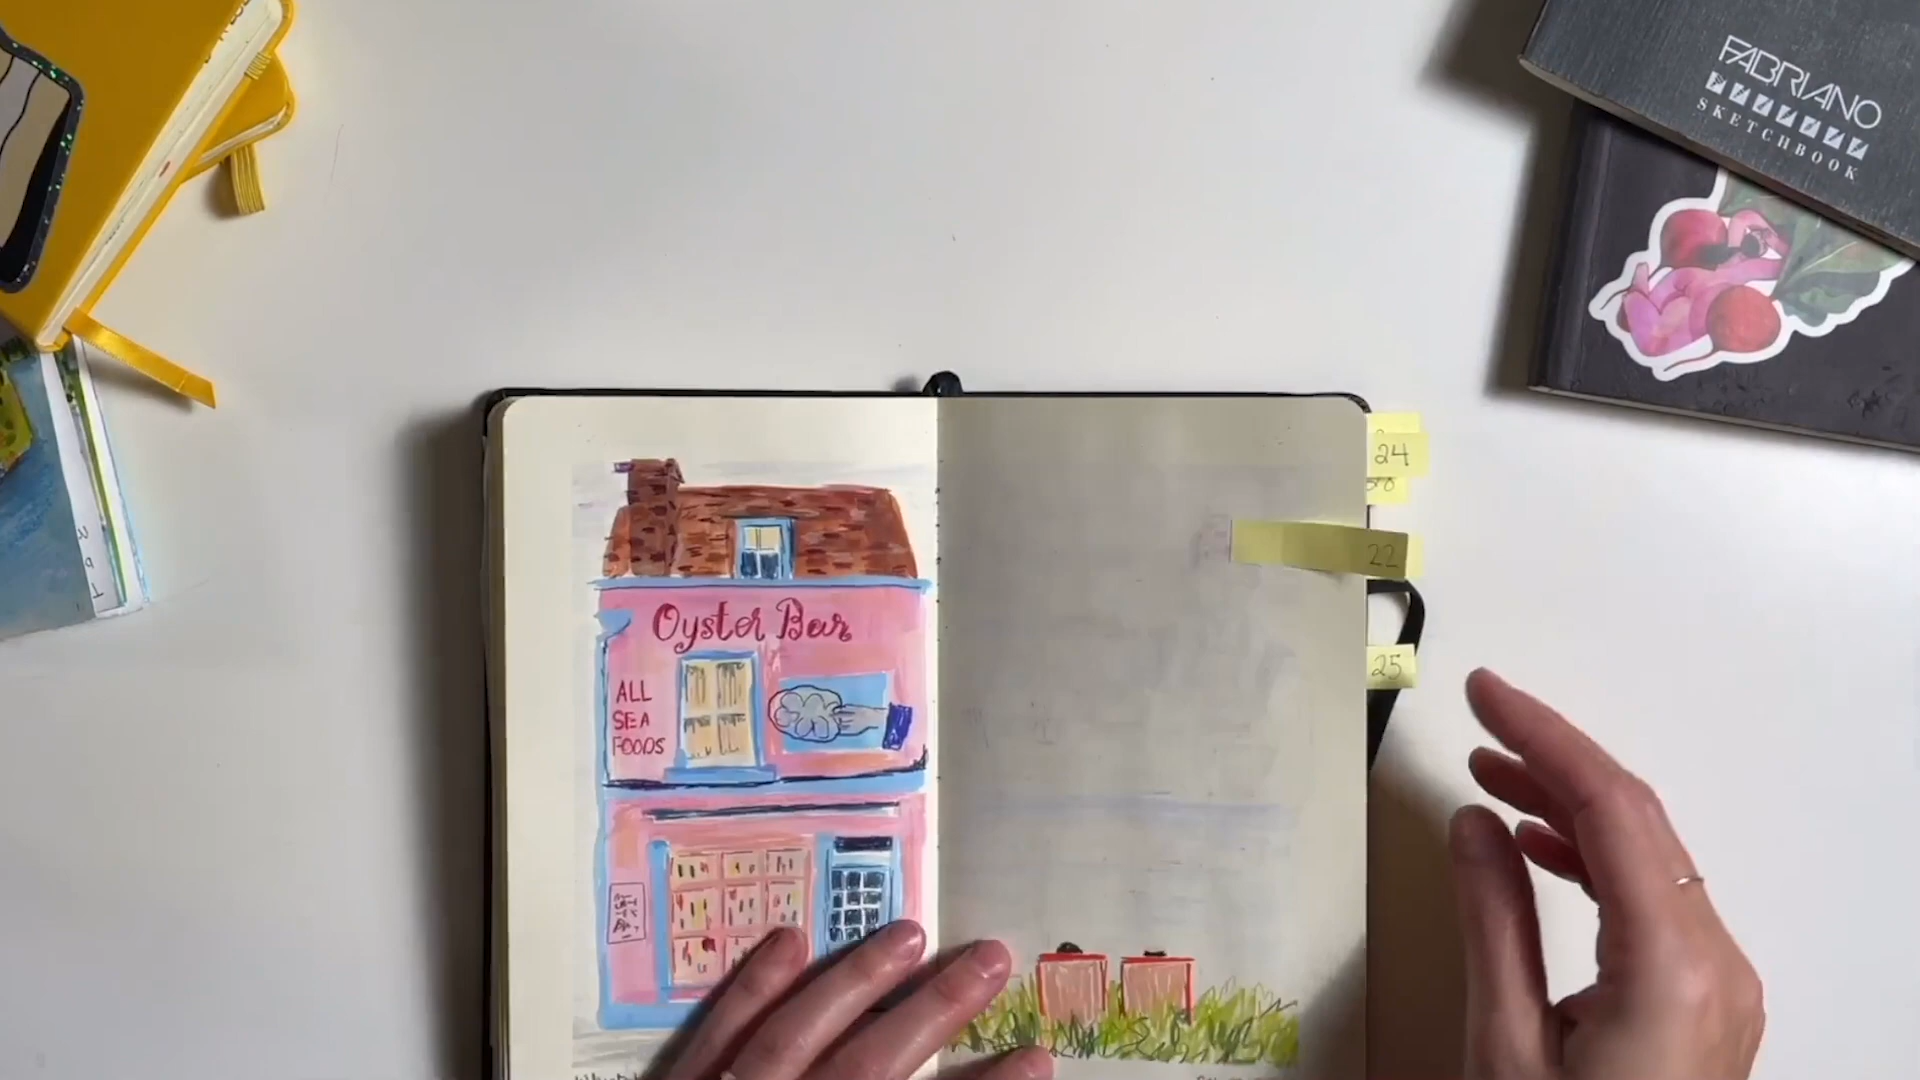 FABRIANO
SKETCHBOOK
24
22
25
Oyster Bar
ALL
SEA
FOODS